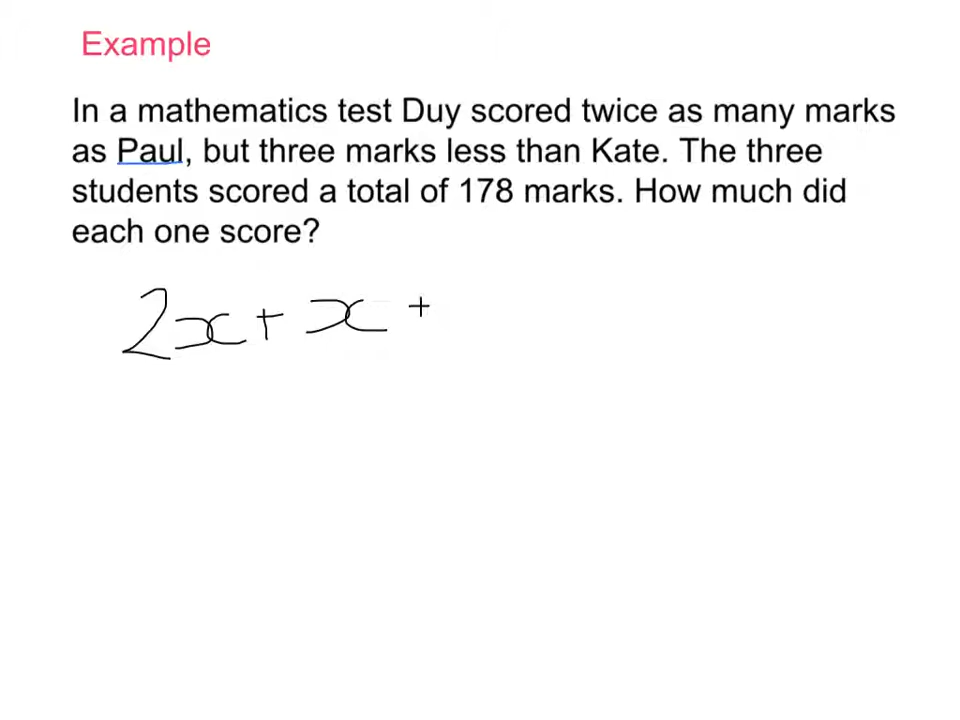 Example
In a mathematics test Duy scored twice as many marks
as Paul, but three marks less than Kate. The three
students scored a total of 178 marks. How much did
each one score?
2x + x +